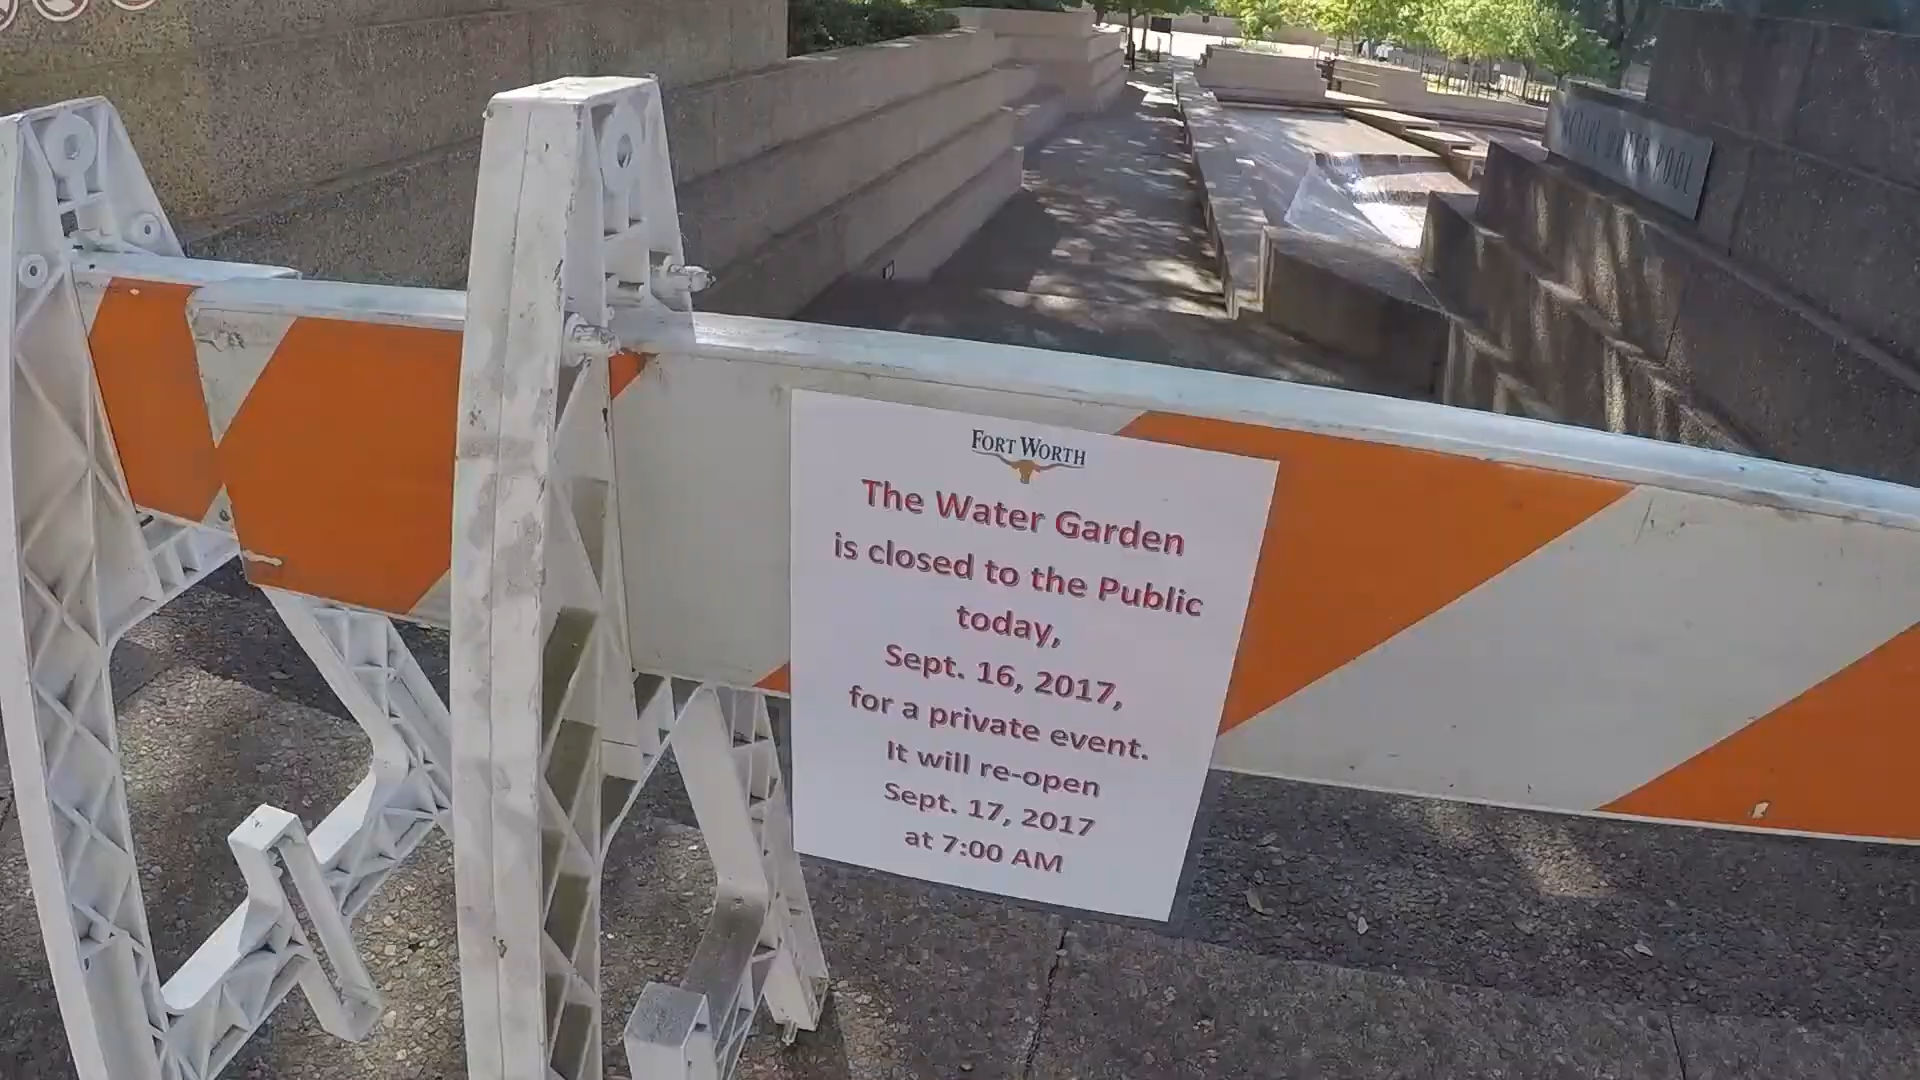 FORT WORTH
The Water Garden
is closed to the Public
today,
Sept. 16, 2017,
for a private event.
It will re-open
Sept. 17, 2017
at 7:00 AM
POOL